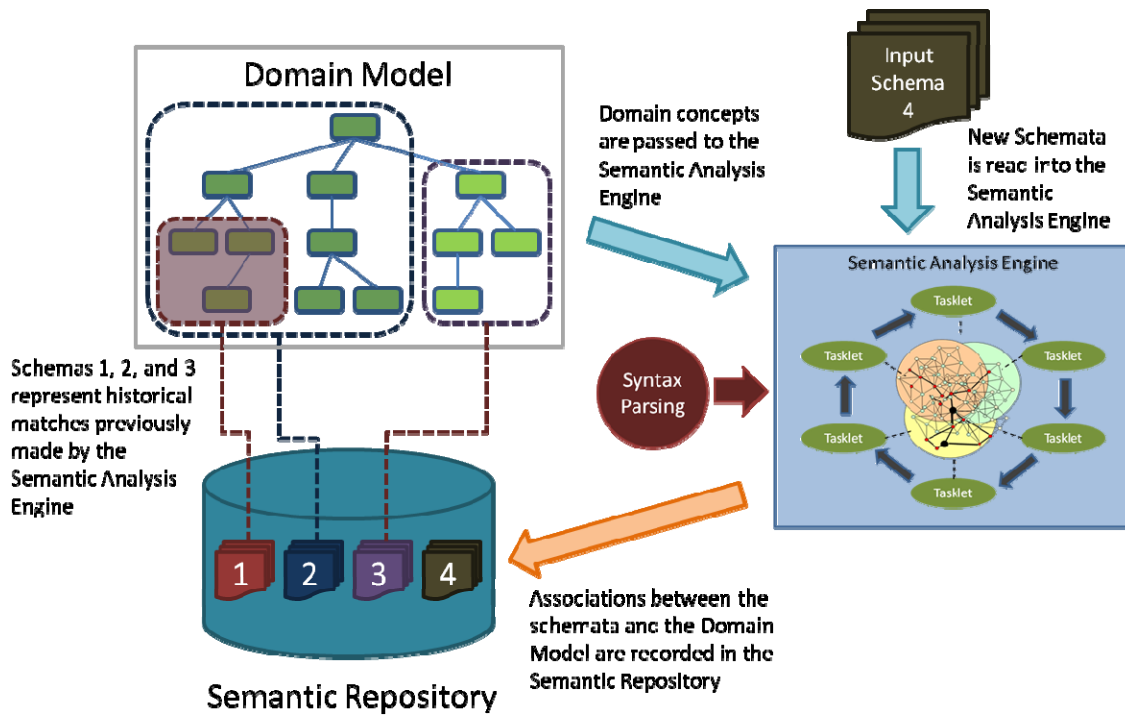 Domain Model
Input
Schema
4
Domain concepts
are passed to the
Semantic Analysis
Engine
New Schemata
is read into the
Semantic
Analysis Engine
Semantic Analysis Engine
Tasklet
Tasklet
Tasklet
Tasklet
Tasklet
Tasklet
Syntax
Parsing
Schemas 1, 2, and 3
represent historical
matches previously
made by the
Semantic Analysis
Engine
1
2
3
4
Associations between the
schemata and the Domain
Model are recorded in the
Semantic Repository
Semantic Repository